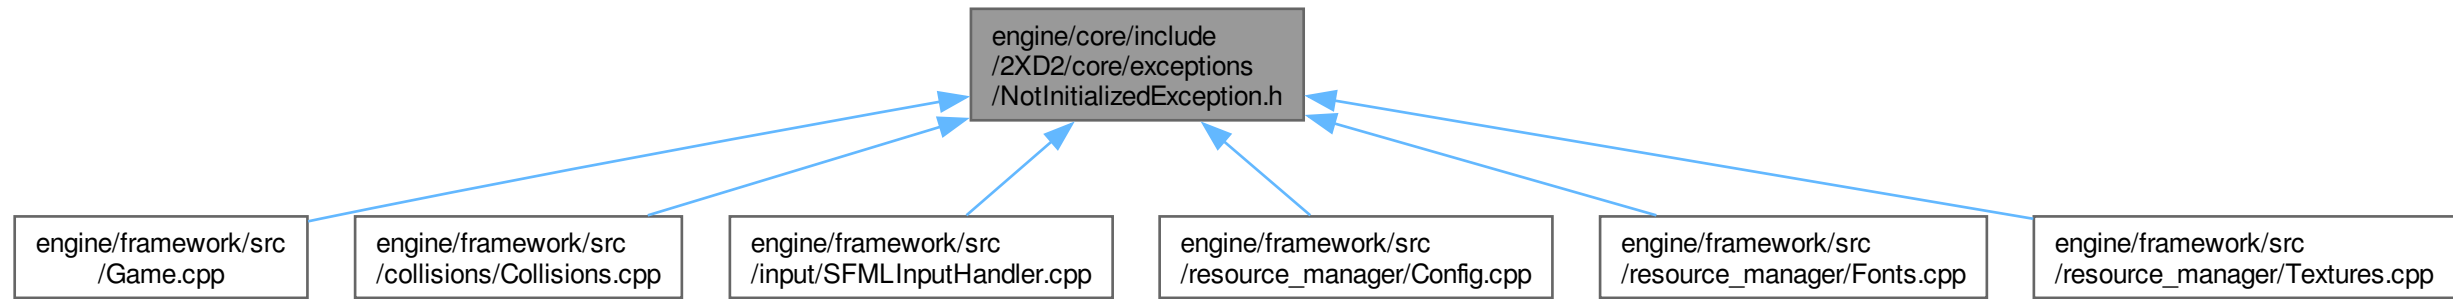 engine/core/include
/2XD2/core/exceptions
/NotInitializedException.h
engine/framework/src
/Game.cpp
engine/framework/src
/collisions/Collisions.cpp
engine/framework/src
/input/SFMLInputHandler.cpp
engine/framework/src
/resource_manager/Config.cpp
engine/framework/src
/resource_manager/Fonts.cpp
engine/framework/src
/resource_manager/Textures.cpp